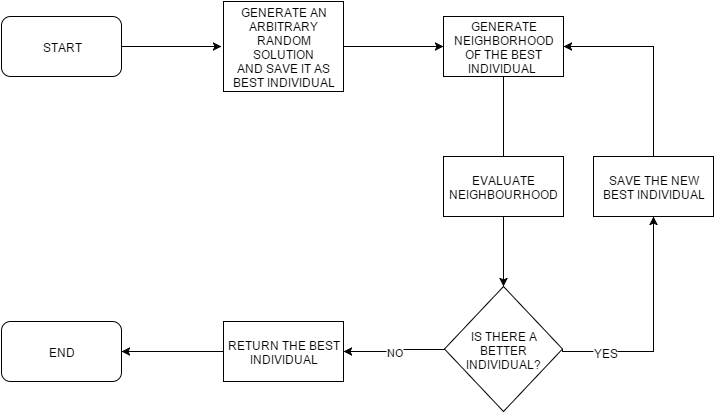 START
GENERATE AN
ARBITRARY
RANDOM
SOLUTION
AND SAVE IT AS
BEST INDIVIDUAL
GENERATE
NEIGHBORHOOD
OF THE BEST
INDIVIDUAL
EVALUATE
NEIGHBOURHOOD
SAVE THE NEW
BEST INDIVIDUAL
IS THERE A
BETTER
INDIVIDUAL?
YES
NO
RETURN THE BEST
INDIVIDUAL
END